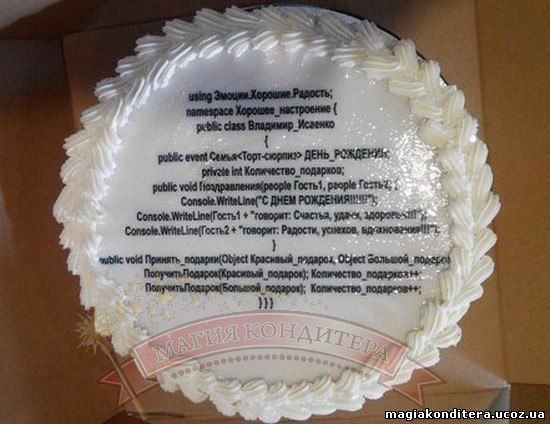 using Эмоции.Хорошие.Радость;
namespace Хорошее_настроение {
public class Владимир_Исаенко
{
public event Семья<Торт-сюрпиз> ДЕНЬ_РОЖДЕНИЯ;
private int Количество_подарков;
public void Поздравления(people Гость1, people Гость2) {
Console.WriteLine("С ДНЕМ РОЖДЕНИЯ!!!!!");
Console.WriteLine(Гость1 + "говорит: Счастья, удачи, здоровья!!!");
Console.WriteLine(Гость2 + "говорит: Радости, успехов, вдохновения!!!");
}
public void Принять_подарки(Object Красивый_подарок, Object Большой_подарок)
ПолучитьПодарок(Красивый_подарок); Количество_подарков++;
ПолучитьПодарок(Большой_подарок); Количество_подарков++;
} } }
МАГИЯ КОНДИТЕРА
magiakonditera.ucoz.ua